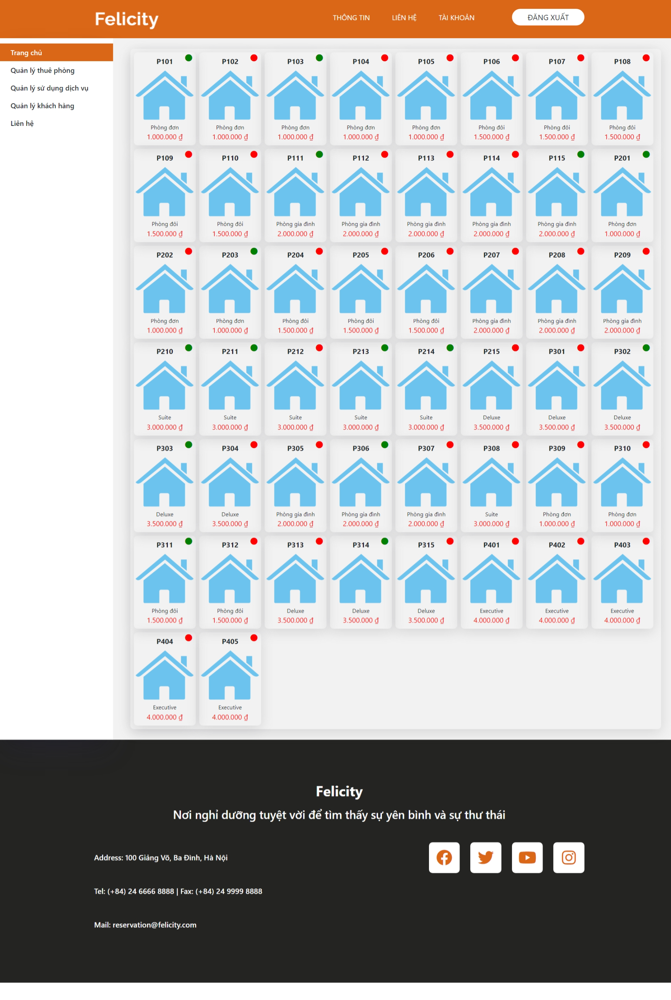 Felicity
THÔNG TIN LIÊN HỆ TÀI KHOẢN ĐĂNG XUẤT
Trang chủ
Quản lý thuê phòng
Quản lý sử dụng dịch vụ
Quản lý khách hàng
Liên hệ
P101 P102 P103 P104 P105 P106 P107 P108
Phòng đơn Phòng đơn Phòng đơn Phòng đơn Phòng đơn Phòng đôi Phòng đôi Phòng đôi
1.000.000 ₫ 1.000.000 ₫ 1.000.000 ₫ 1.000.000 ₫ 1.000.000 ₫ 1.500.000 ₫ 1.500.000 ₫ 1.500.000 ₫
P109 P110 P111 P112 P113 P114 P115 P201
Phòng đôi Phòng đôi Phòng gia đình Phòng gia đình Phòng gia đình Phòng gia đình Phòng gia đình Phòng đơn
1.500.000 ₫ 1.500.000 ₫ 2.000.000 ₫ 2.000.000 ₫ 2.000.000 ₫ 2.000.000 ₫ 2.000.000 ₫ 1.000.000 ₫
P202 P203 P204 P205 P206 P207 P208 P209
Phòng đơn Phòng đơn Phòng đôi Phòng đôi Phòng đôi Phòng gia đình Phòng gia đình Phòng gia đình
1.000.000 ₫ 1.000.000 ₫ 1.500.000 ₫ 1.500.000 ₫ 1.500.000 ₫ 2.000.000 ₫ 2.000.000 ₫ 2.000.000 ₫
P210 P211 P212 P213 P214 P215 P301 P302
Suite Suite Suite Suite Suite Deluxe Deluxe Deluxe
3.000.000 ₫ 3.000.000 ₫ 3.000.000 ₫ 3.000.000 ₫ 3.000.000 ₫ 3.500.000 ₫ 3.500.000 ₫ 3.500.000 ₫
P303 P304 P305 P306 P307 P308 P309 P310
Deluxe Deluxe Phòng gia đình Phòng gia đình Phòng gia đình Suite Phòng đơn Phòng đơn
3.500.000 ₫ 3.500.000 ₫ 2.000.000 ₫ 2.000.000 ₫ 2.000.000 ₫ 3.000.000 ₫ 1.000.000 ₫ 1.000.000 ₫
P311 P312 P313 P314 P315 P401 P402 P403
Phòng đôi Phòng đôi Deluxe Deluxe Deluxe Executive Executive Executive
1.500.000 ₫ 1.500.000 ₫ 3.500.000 ₫ 3.500.000 ₫ 3.500.000 ₫ 4.000.000 ₫ 4.000.000 ₫ 4.000.000 ₫
P404 P405
Executive Executive
4.000.000 ₫ 4.000.000 ₫
Felicity
Nơi nghỉ dưỡng tuyệt vời để tìm thấy sự yên bình và sự thư thái
Address: 100 Giảng Võ, Ba Đình, Hà Nội
Tel: (+84) 24 6666 8888 | Fax: (+84) 24 9999 8888
Mail: reservation@felicity.com